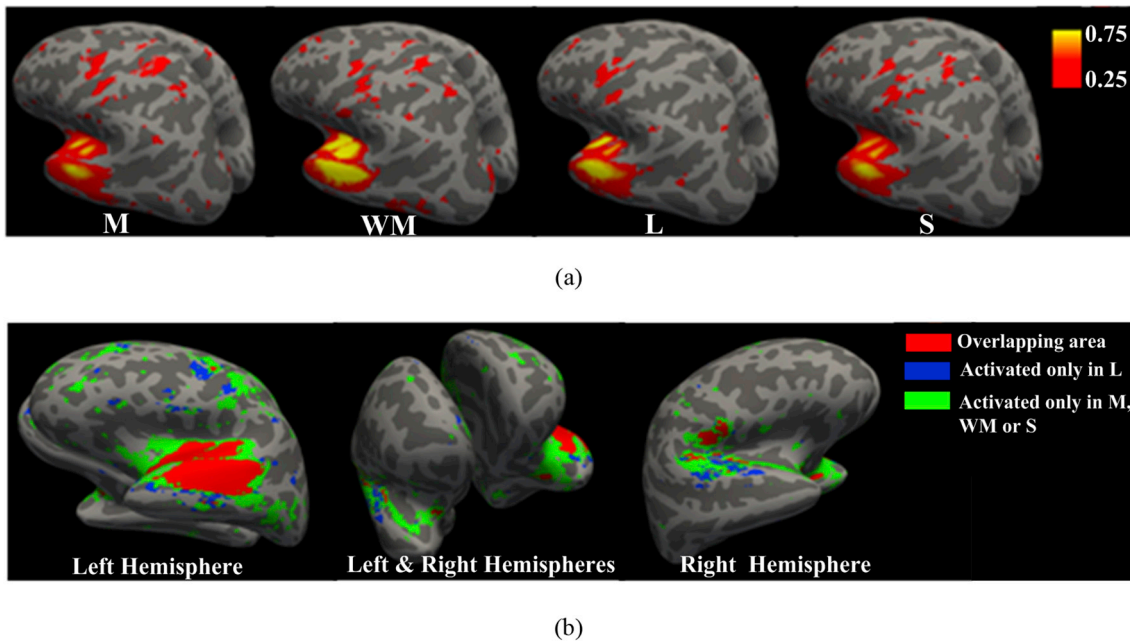 0.75
0.25
M WM L S
(a)
Overlapping area
Activated only in L
Activated only in M,
WM or S
Left Hemisphere Left & Right Hemispheres Right Hemisphere
(b)